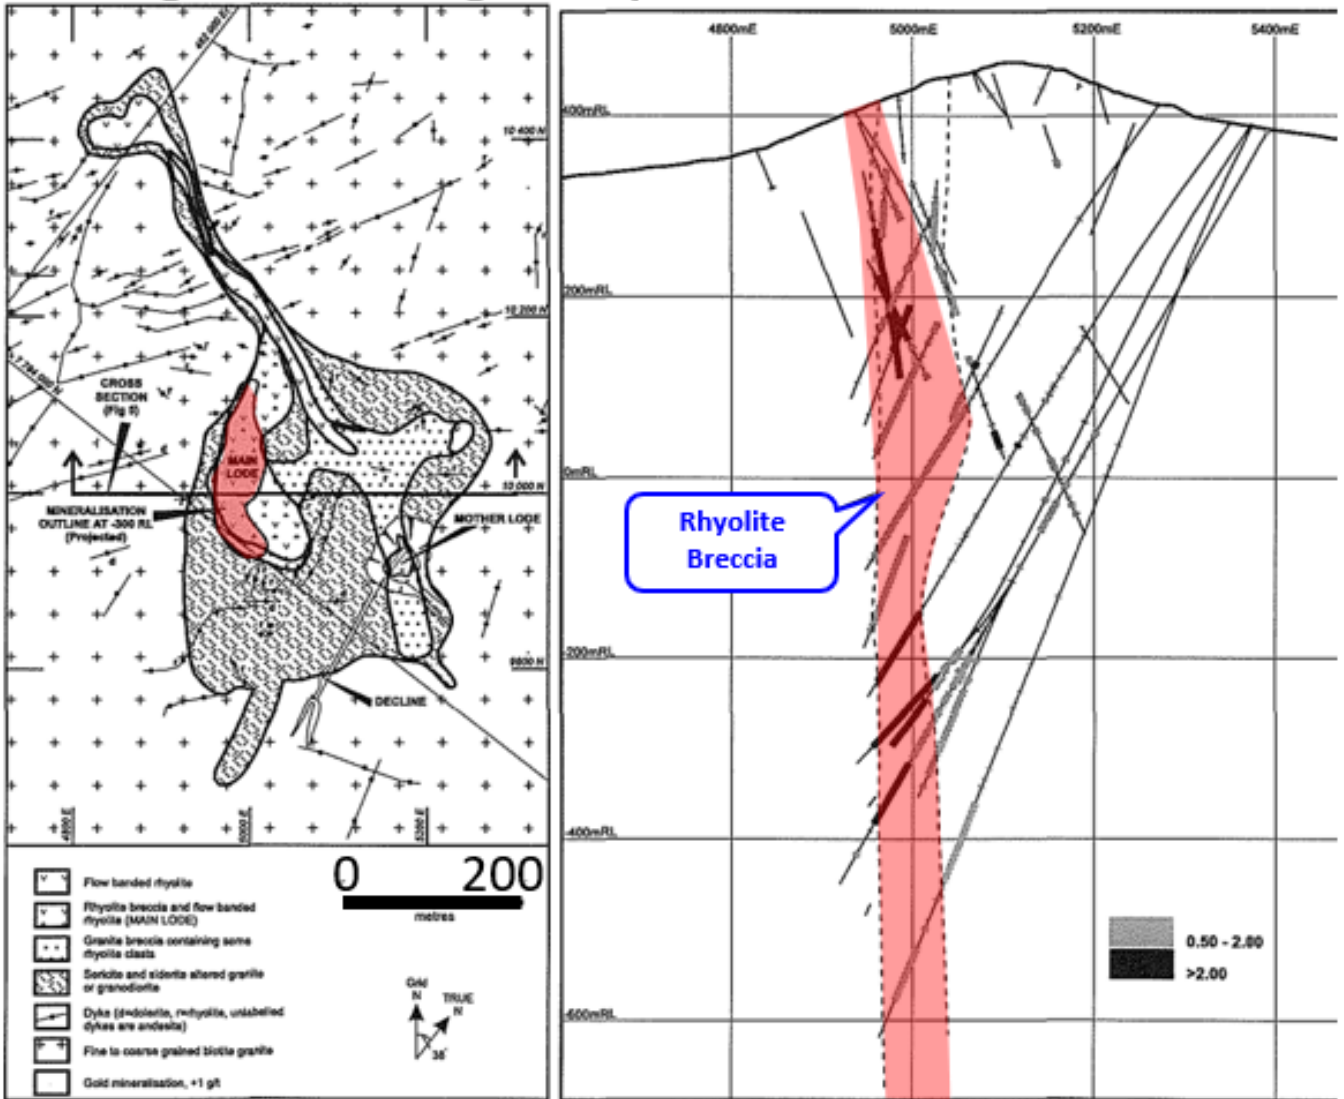 10 400 N
10 200 N
CROSS
SECTION
(Fig 5)
MAIN
LODE
10 000 N
MINERALISATION
OUTLINE AT -300 RL
(Projected)
MOTHER LODE
9800 N
DECLINE
4800 E
5000 E
5200 E
Flow banded rhyolite
Rhyolite breccia and flow banded
rhyolite (MAIN LODE)
Granite breccia containing some
rhyolite clasts
Sericite and siderite altered granite
or granodiorite
Dyke (d=dolerite, r=rhyolite, unlabelled
dykes are andesite)
Fine to coarse grained biotite granite
Gold mineralisation, +1 g/t
0 200
metres
Grid
N
TRUE
N
38°
4800mE
5000mE
5200mE
5400mE
400mRL
200mRL
0mRL
-200mRL
-400mRL
-600mRL
Rhyolite
Breccia
0.50 - 2.00
>2.00